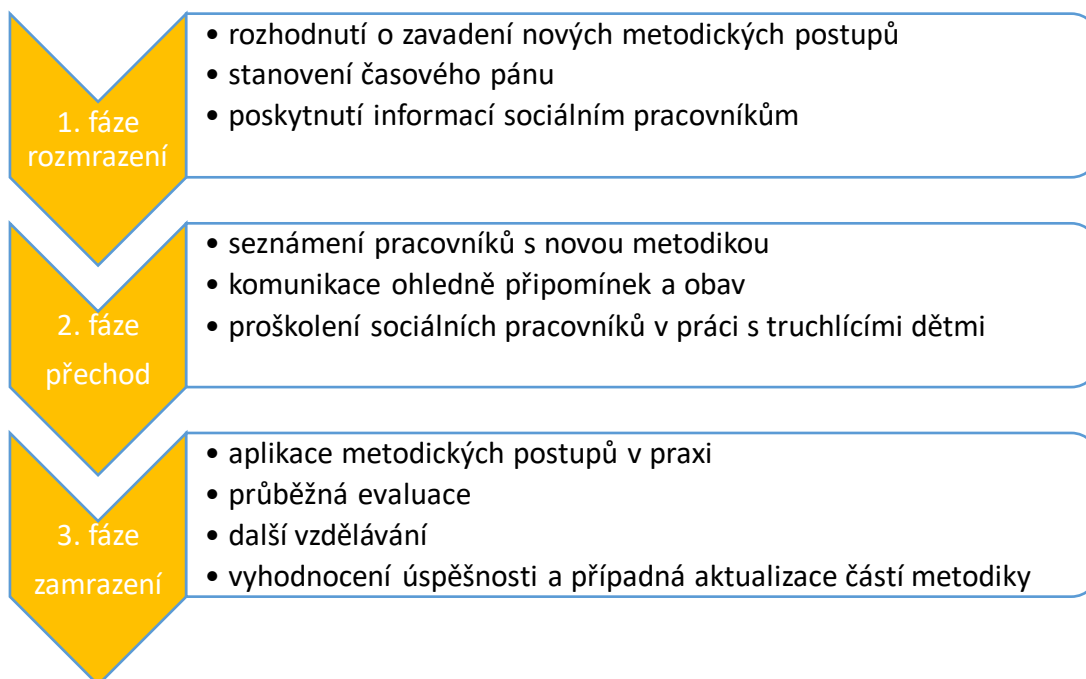 1. fáze
rozmrazení
• rozhodnutí o zavadení nových metodických postupů
• stanovení časového pánu
• poskytnutí informací sociálním pracovníkům
2. fáze
přechod
• seznámení pracovníků s novou metodikou
• komunikace ohledně připomínek a obav
• proškolení sociálních pracovníků v práci s truchlícími dětmi
3. fáze
zamrazení
• aplikace metodických postupů v praxi
• průběžná evaluace
• další vzdělávání
• vyhodnocení úspěšnosti a případná aktualizace částí metodiky